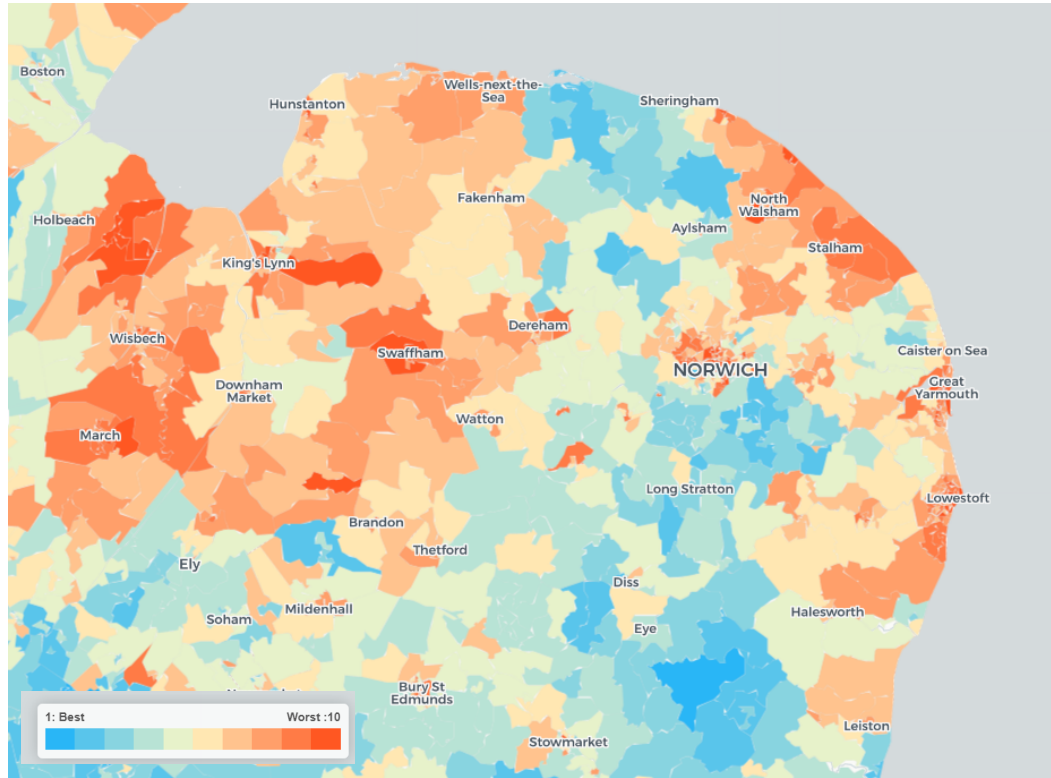 Boston
Wells-next-the-
Sea
Hunstanton
Sheringham
Fakenham
North
Walsham
Holbeach
Aylsham
Stalham
King's Lynn
Dereham
Wisbech
Swaffham
Caister on Sea
NORWICH
Great
Yarmouth
Downham
Market
Watton
March
Long Stratton
Lowestoft
Brandon
Thetford
Ely
Diss
Mildenhall
Halesworth
Soham
Eye
Bury St
Edmunds
1: Best
Worst :10
Leiston
Stowmarket